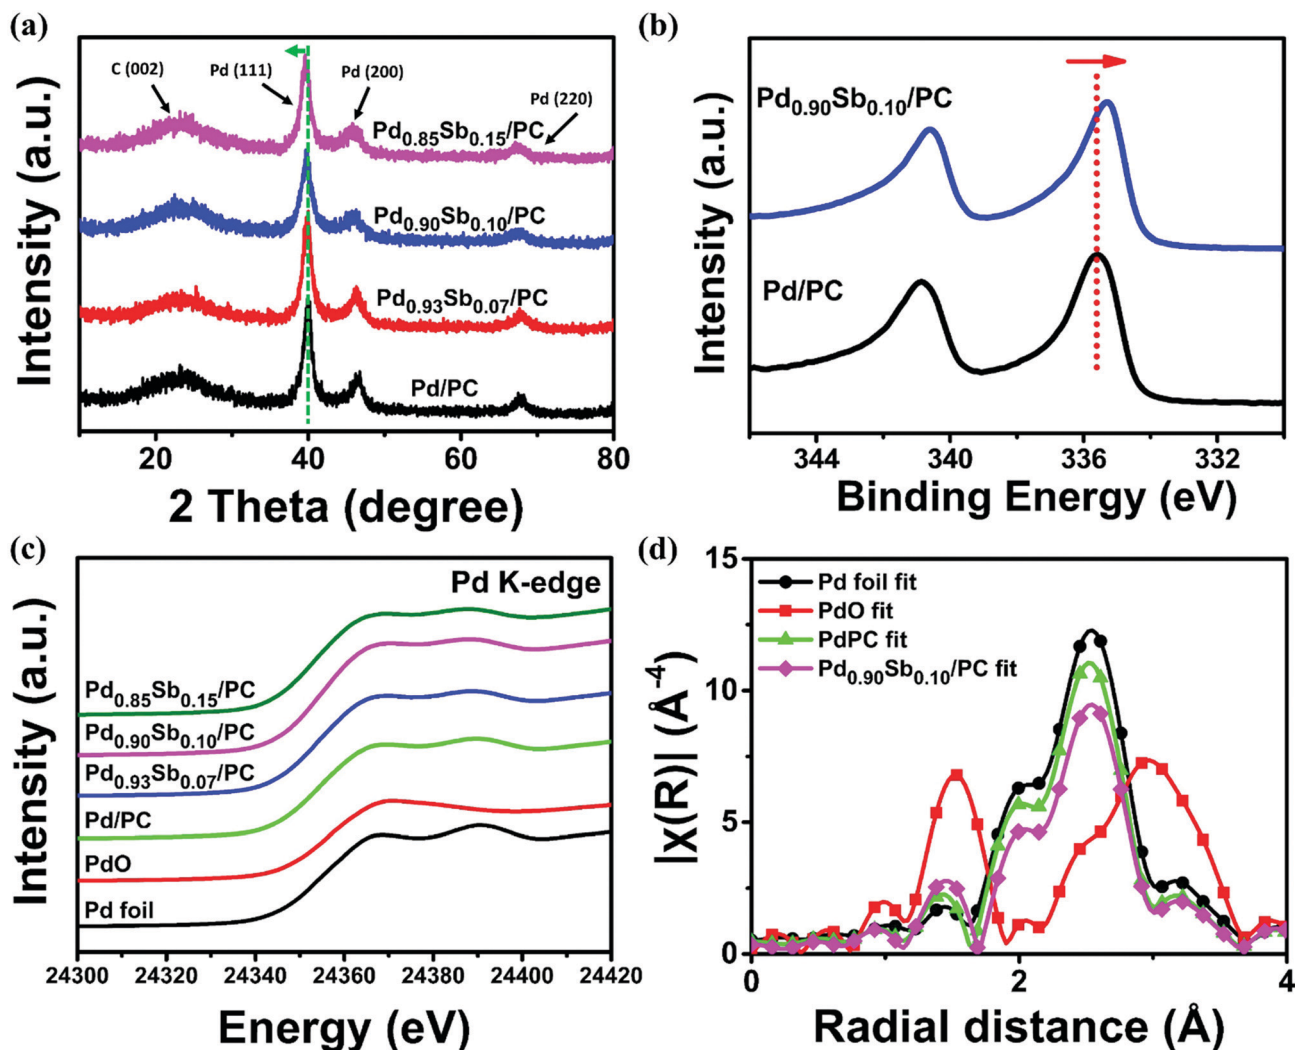 (a)
Intensity (a.u.)
C (002)
Pd (111)
Pd (200)
Pd (220)
Pd0.85Sb0.15/PC
Pd0.90Sb0.10/PC
Pd0.93Sb0.07/PC
Pd/PC
20 40 60 80
2 Theta (degree)
(b)
Intensity (a.u.)
Pd0.90Sb0.10/PC
Pd/PC
344 340 336 332
Binding Energy (eV)
(c)
Intensity (a.u.)
Pd K-edge
Pd0.85Sb0.15/PC
Pd0.90Sb0.10/PC
Pd0.93Sb0.07/PC
Pd/PC
PdO
Pd foil
24300 24320 24340 24360 24380 24400 24420
Energy (eV)
(d)
|χ(R)| (Å-4)
15
10
5
0
Pd foil fit
PdO fit
PdPC fit
Pd0.90Sb0.10/PC fit
0 2 4
Radial distance (Å)